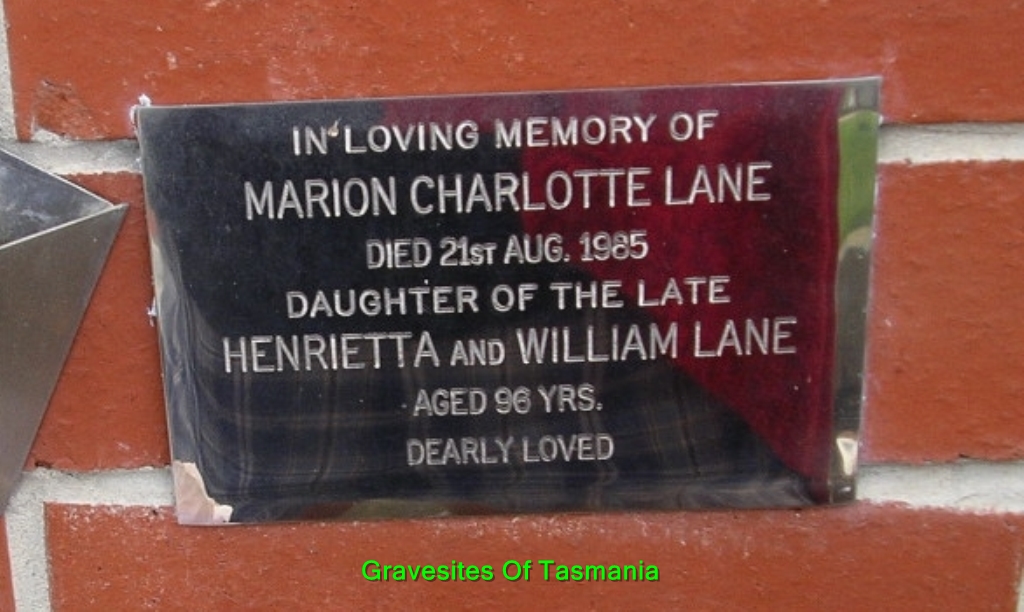 IN LOVING MEMORY OF
MARION CHARLOTTE LANE
DIED 21ST AUG. 1985
DAUGHTER OF THE LATE
HENRIETTA AND WILLIAM LANE
AGED 96 YRS.
DEARLY LOVED
Gravesites Of Tasmania